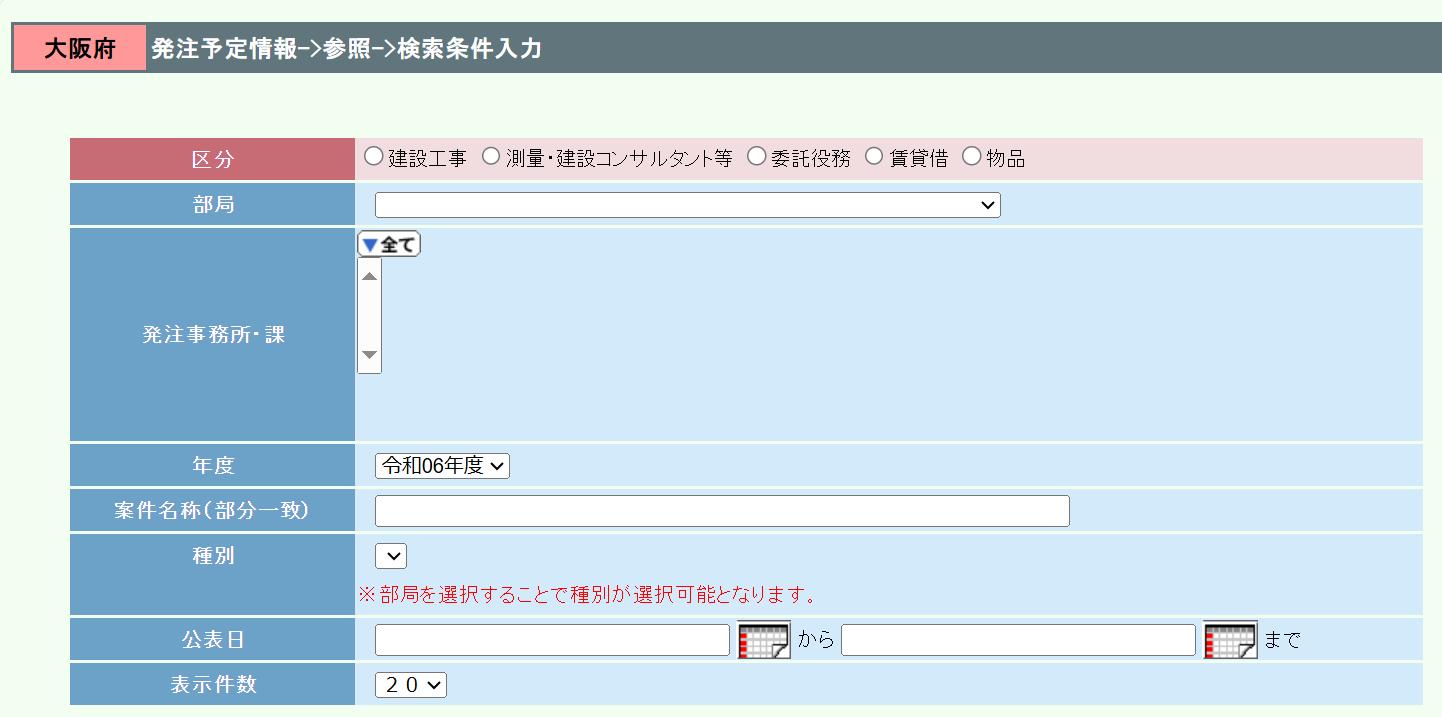 大阪府 発注予定情報->参照->検索条件入力
区分 建設工事 測量・建設コンサルタント等 委託役務 賃貸借 物品
部局
▼全て
発注事務所・課
年度 令和06年度
案件名称(部分一致)
種別
※部局を選択することで種別が選択可能となります。
公表日 から まで
表示件数 20